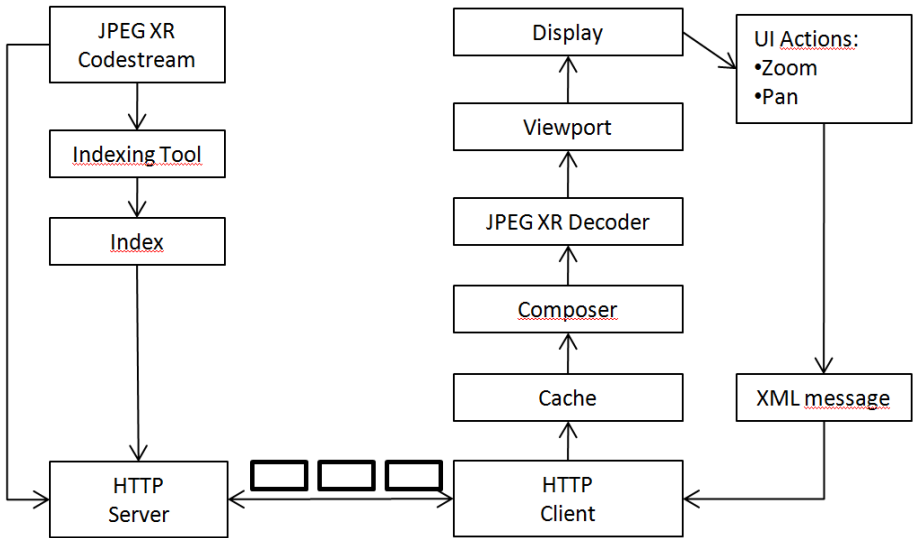 JPEG XR
Codestream
Indexing Tool
Index
HTTP
Server
Display
Viewport
JPEG XR Decoder
Composer
Cache
HTTP
Client
UI Actions:
•Zoom
•Pan
XML message